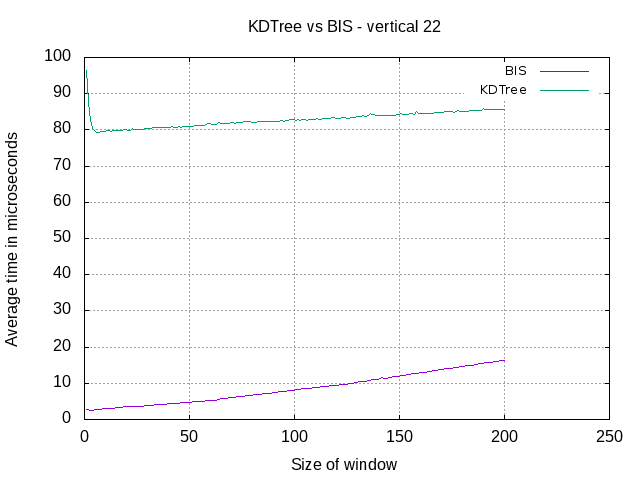 KDTree vs BIS - vertical 22
BIS
KDTree
100
90
80
70
60
50
40
30
20
10
0
Average time in microseconds
0 50 100 150 200 250
Size of window